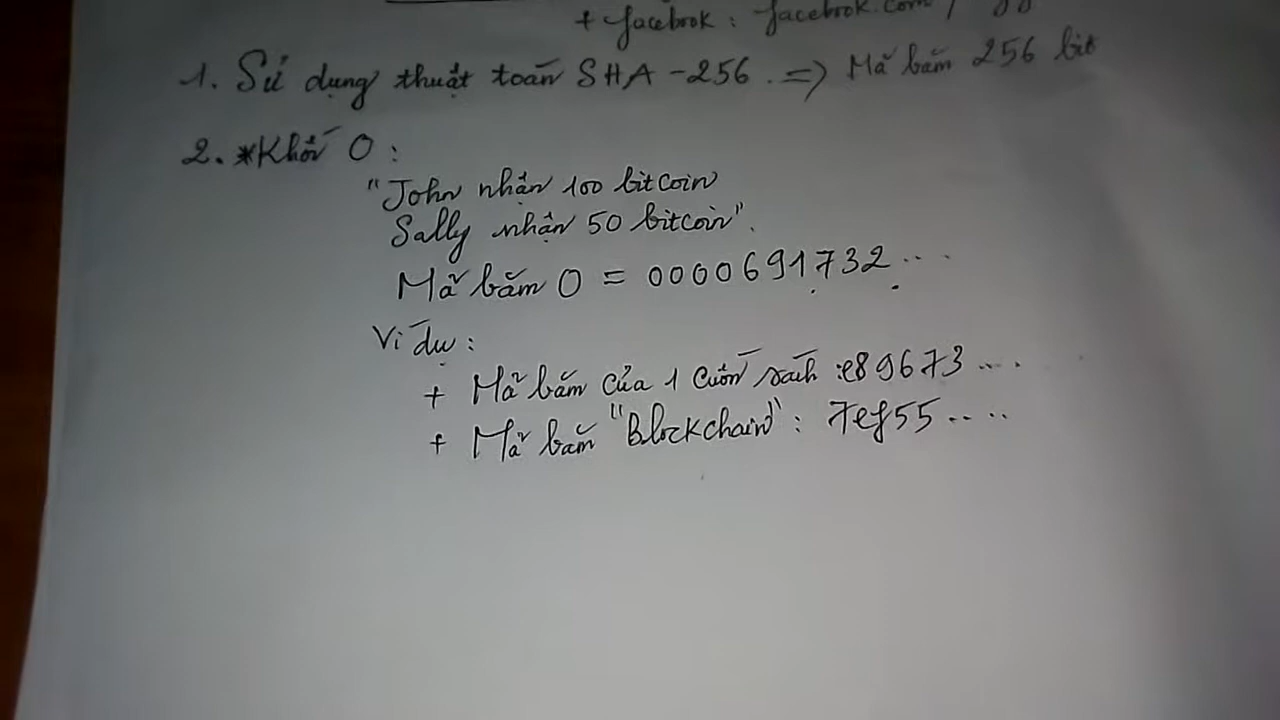 + facebook : facebook.com/
1. Sử dụng thuật toán SHA-256. => Mã băm 256 bit
2. *Khối 0 :
"John nhận 100 bitcoin
Sally nhận 50 bitcoin".
Mã băm 0 = 0000691732....
Ví dụ :
+ Mã băm của 1 cuốn sách : e89673....
+ Mã băm "Blockchain" : 7ef55....